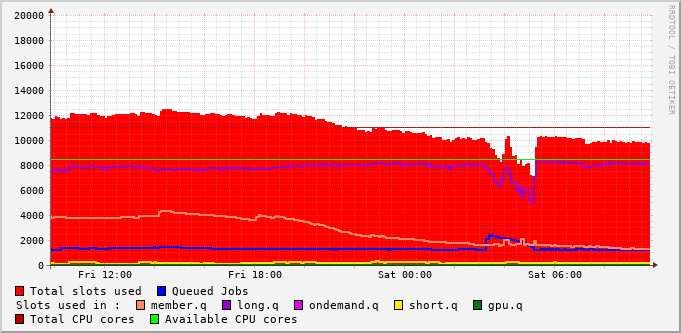 20000
18000
16000
14000
12000
10000
8000
6000
4000
2000
0
Fri 12:00 Fri 18:00 Sat 00:00 Sat 06:00
Total slots used Queued Jobs
Slots used in : member.q long.q ondemand.q short.q gpu.q
Total CPU cores Available CPU cores
RRDTOOL / TOBI OETIKER